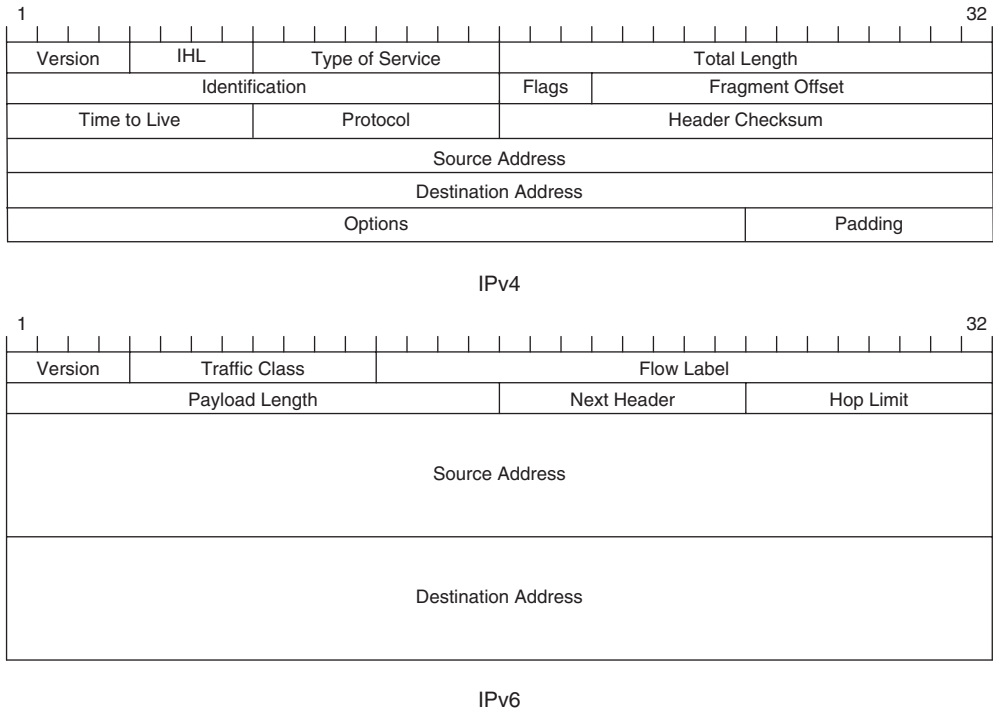 1 32
Version IHL Type of Service Total Length
Identification Flags Fragment Offset
Time to Live Protocol Header Checksum
Source Address
Destination Address
Options Padding
IPv4
1 32
Version Traffic Class Flow Label
Payload Length Next Header Hop Limit
Source Address
Destination Address
IPv6